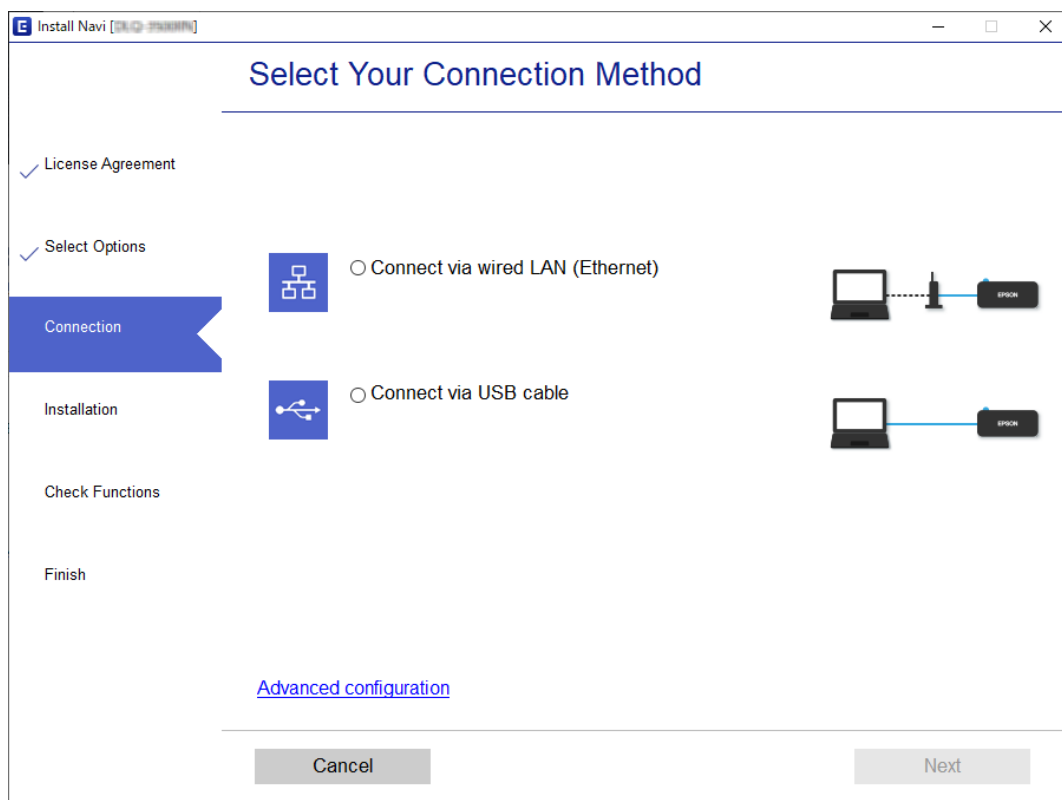 Install Navi [
Select Your Connection Method
License Agreement
Select Options
Connection
Installation
Check Functions
Finish
Connect via wired LAN (Ethernet)
EPSON
Connect via USB cable
EPSON
Advanced configuration
Cancel
Next